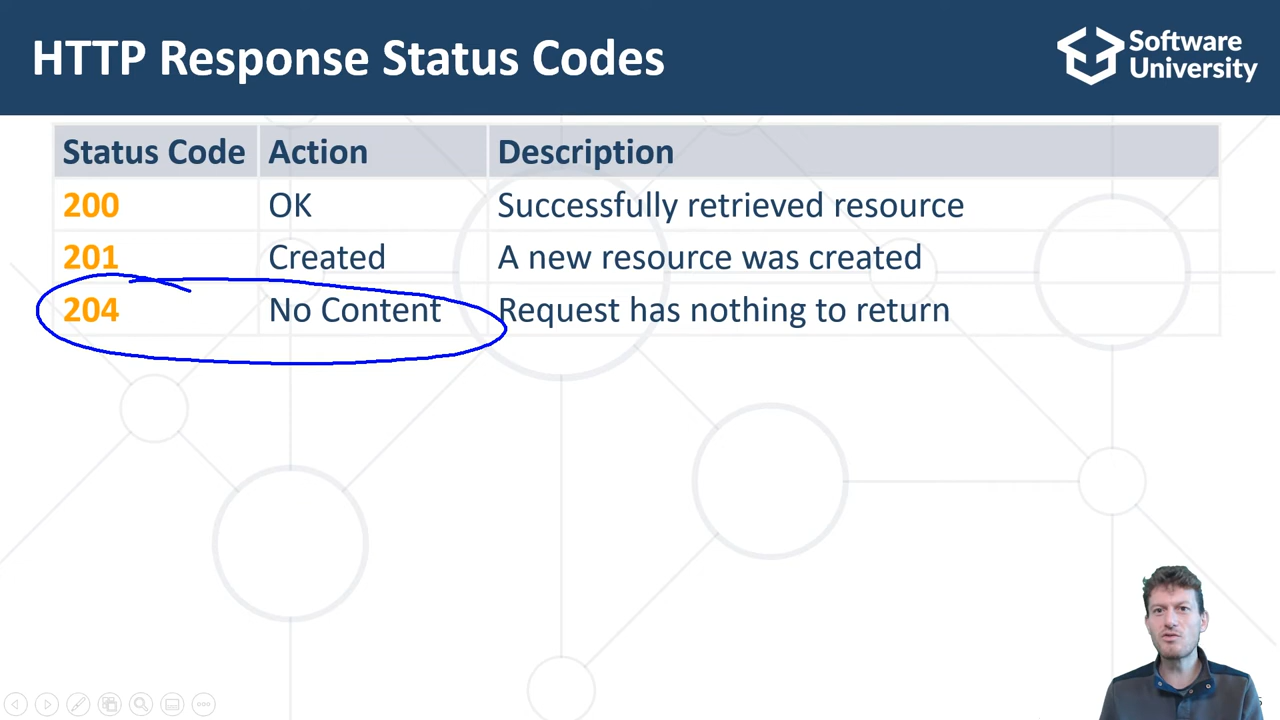 HTTP Response Status Codes
Software
University
Status Code Action Description
200 OK Successfully retrieved resource
201 Created A new resource was created
204 No Content Request has nothing to return